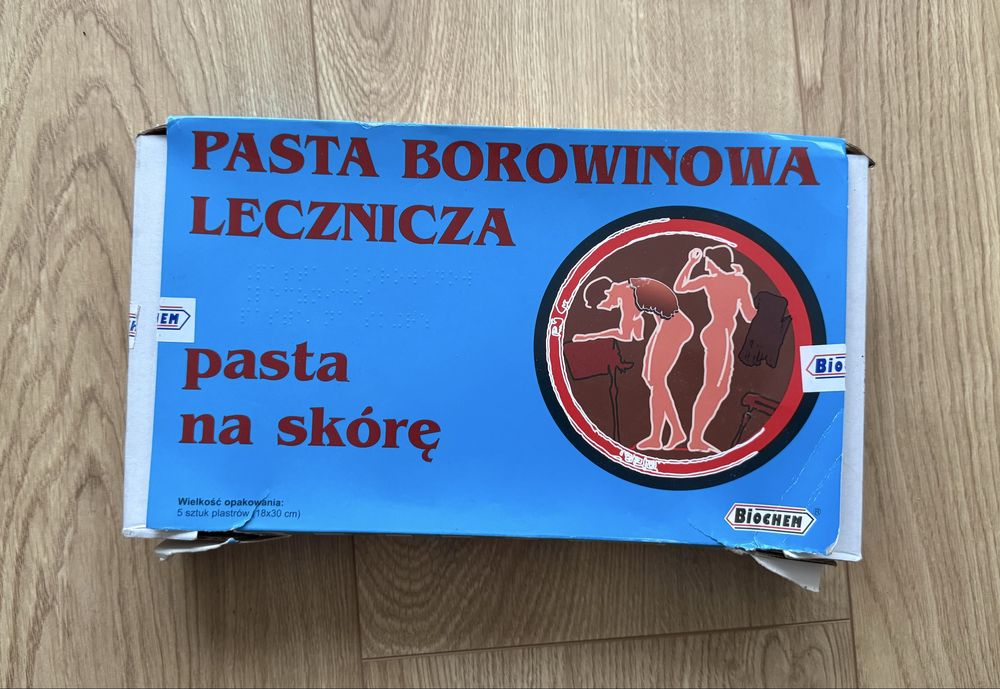 PASTA BOROWINOWA
LECZNICZA
pasta
na skórę
Wielkość opakowania:
5 sztuk plastrów (18x30 cm)
BIOCHEM ®